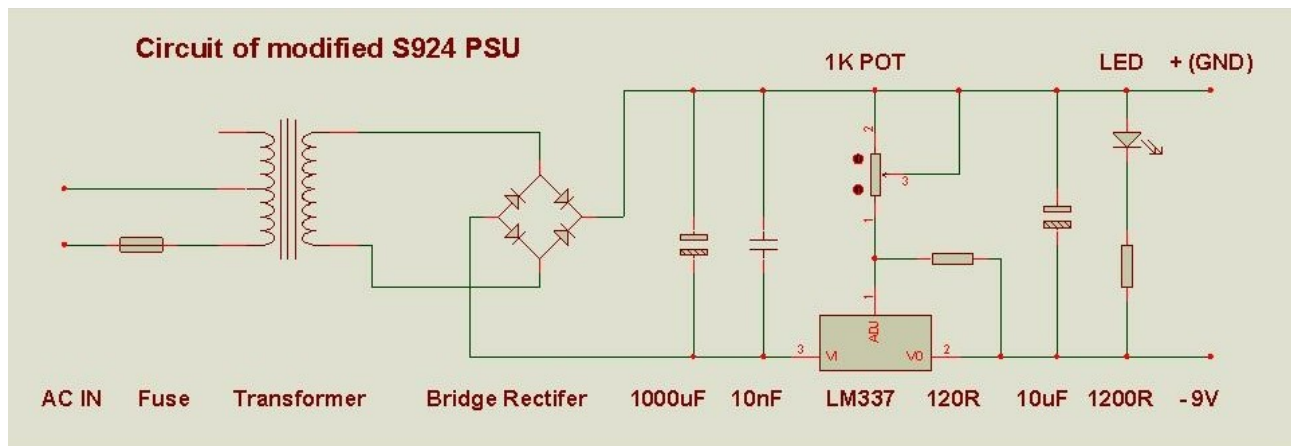 Circuit of modified S924 PSU
1K POT
LED
+ (GND)
2
3
1
1
ADJ
3
VI
VO
2
AC IN
Fuse
Transformer
Bridge Rectifer
1000uF
10nF
LM337
120R
10uF
1200R
-9V